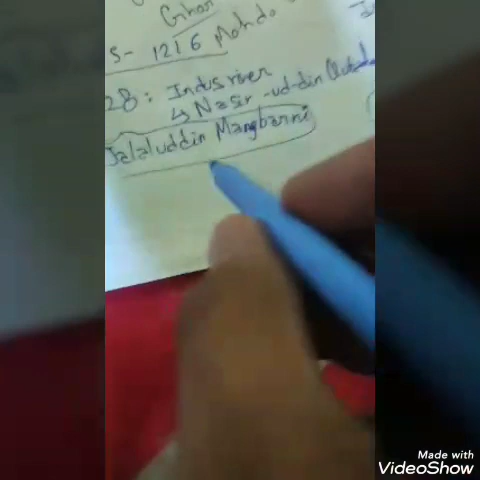 Ghor
5- 1216 Mohd.
28: Indus river
↳ Nasir-ud-din
Jalaluddin Mangbarni
Made with
VideoShow